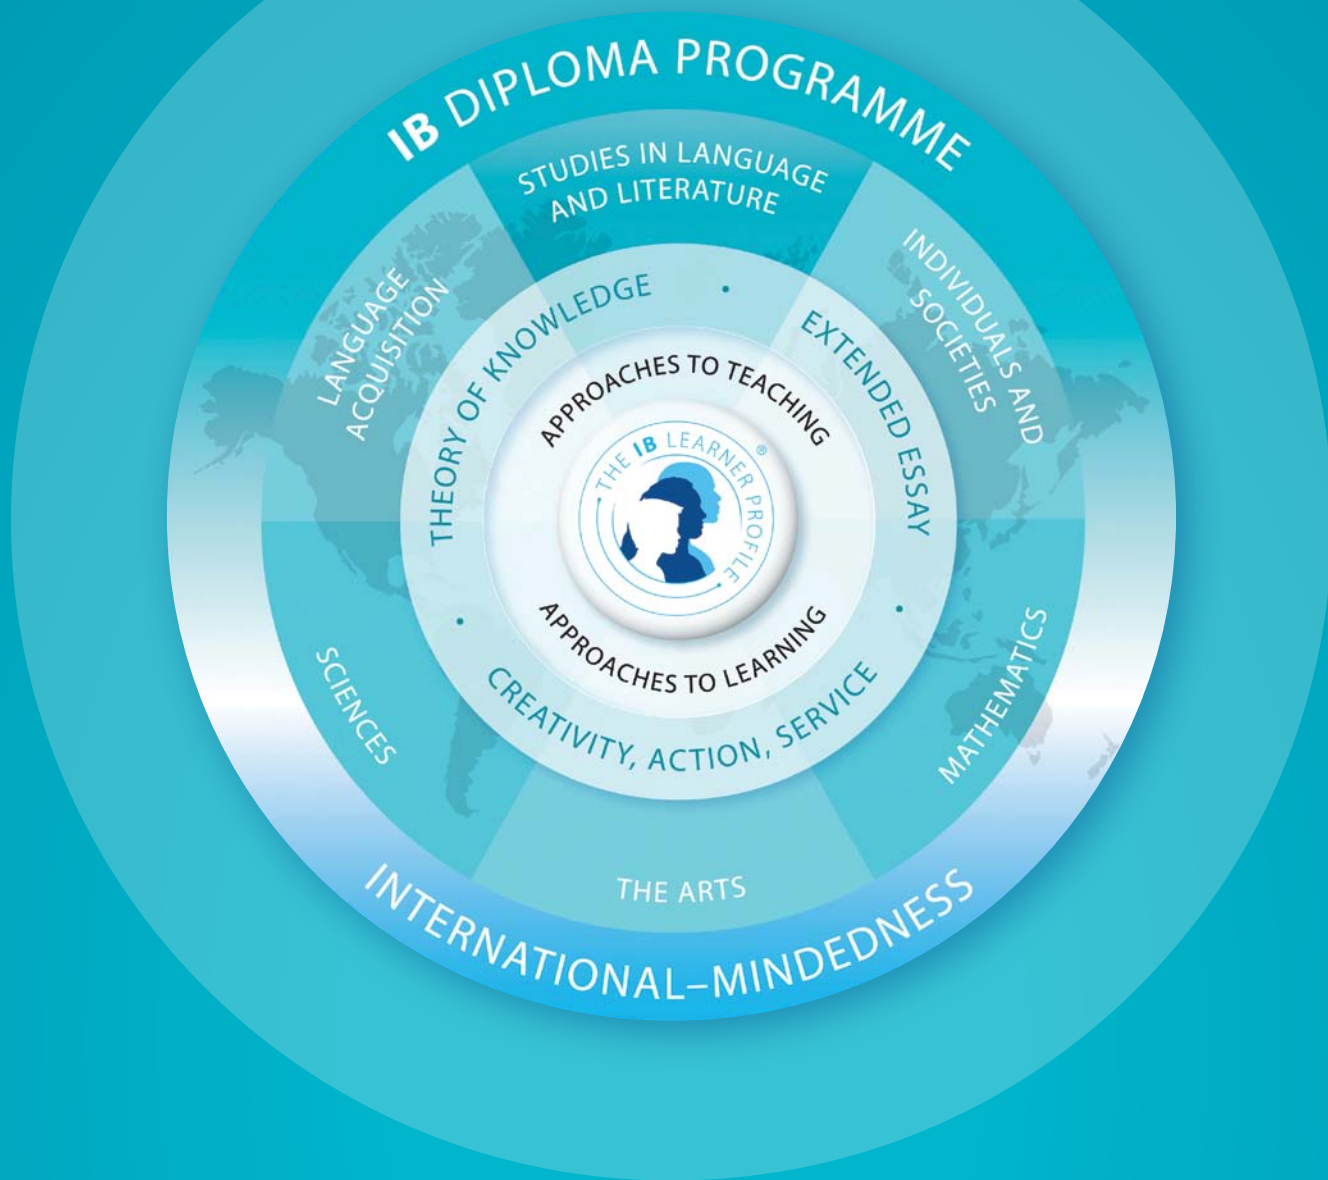 IB DIPLOMA PROGRAMME
STUDIES IN LANGUAGE
AND LITERATURE
LANGUAGE
ACQUISITION
INDIVIDUALS AND
SOCIETIES
THEORY OF KNOWLEDGE
·
EXTENDED ESSAY
APPROACHES TO TEACHING
THE IB LEARNER PROFILE
®
APPROACHES TO LEARNING
·
·
CREATIVITY, ACTION, SERVICE
SCIENCES
MATHEMATICS
THE ARTS
INTERNATIONAL–MINDEDNESS